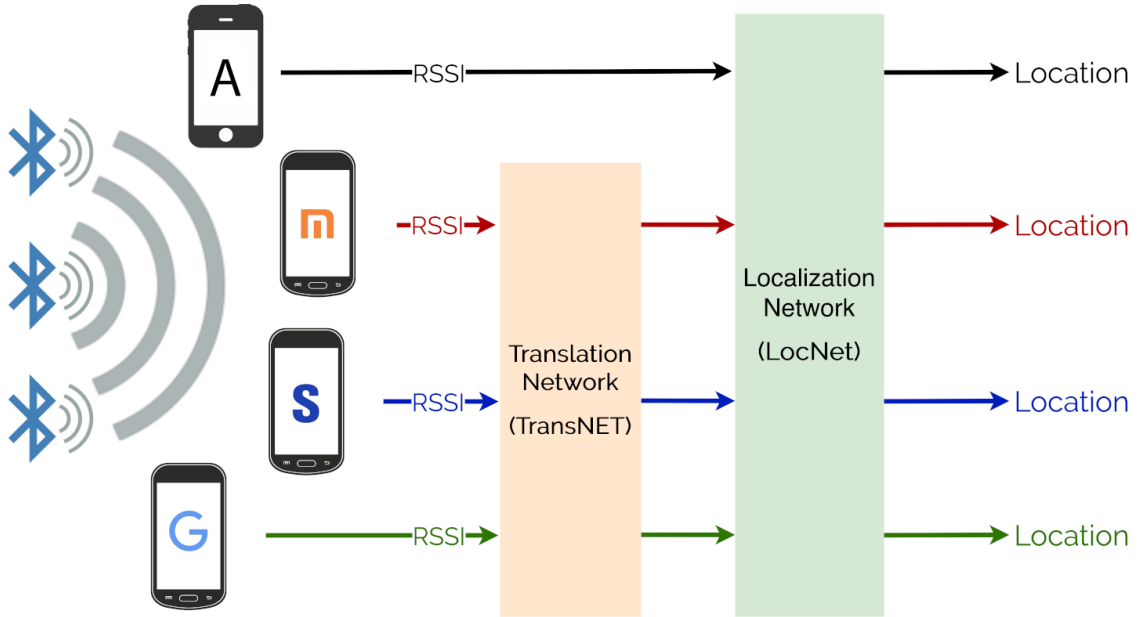 A
RSSI
Location
m
RSSI
Location
Localization
Network
(LocNet)
Translation
Network
(TransNET)
S
RSSI
Location
G
RSSI
Location